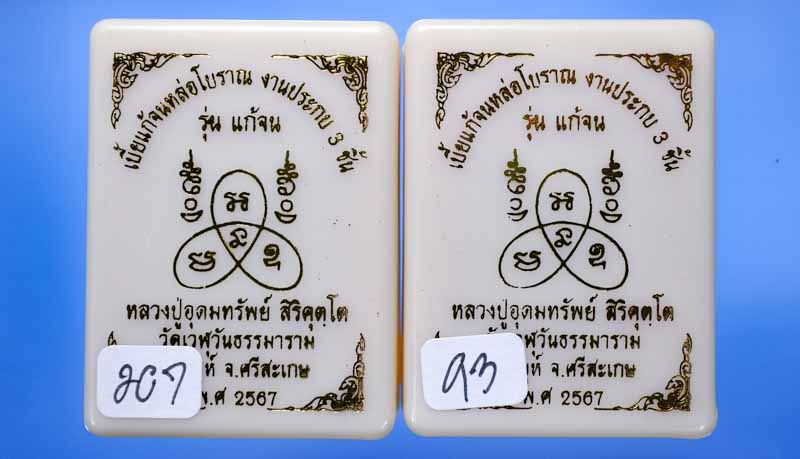 เบี้ยแก้จนหล่อโบราณ งานประกบ 3 ชิ้น
รุ่น แก้จน
หลวงปู่อุดมทรัพย์ สิริคุตฺโต
วัดเวฬุวันธรรมาราม
จ.ศรีสะเกษ
พ.ศ 2567
207
เบี้ยแก้จนหล่อโบราณ งานประกบ 3 ชิ้น
รุ่น แก้จน
หลวงปู่อุดมทรัพย์ สิริคุตฺโต
วัดเวฬุวันธรรมาราม
จ.ศรีสะเกษ
พ.ศ 2567
93